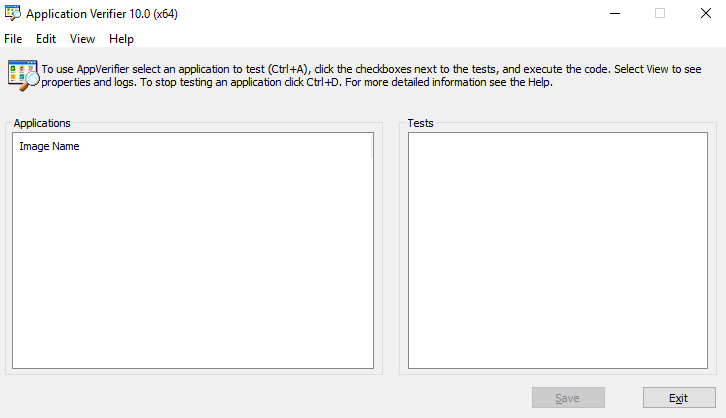 Application Verifier 10.0 (x64)
File Edit View Help
To use AppVerifier select an application to test (Ctrl+A), click the checkboxes next to the tests, and execute the code. Select View to see
properties and logs. To stop testing an application click Ctrl+D. For more detailed information see the Help.
Applications
Image Name
Tests
Save Exit